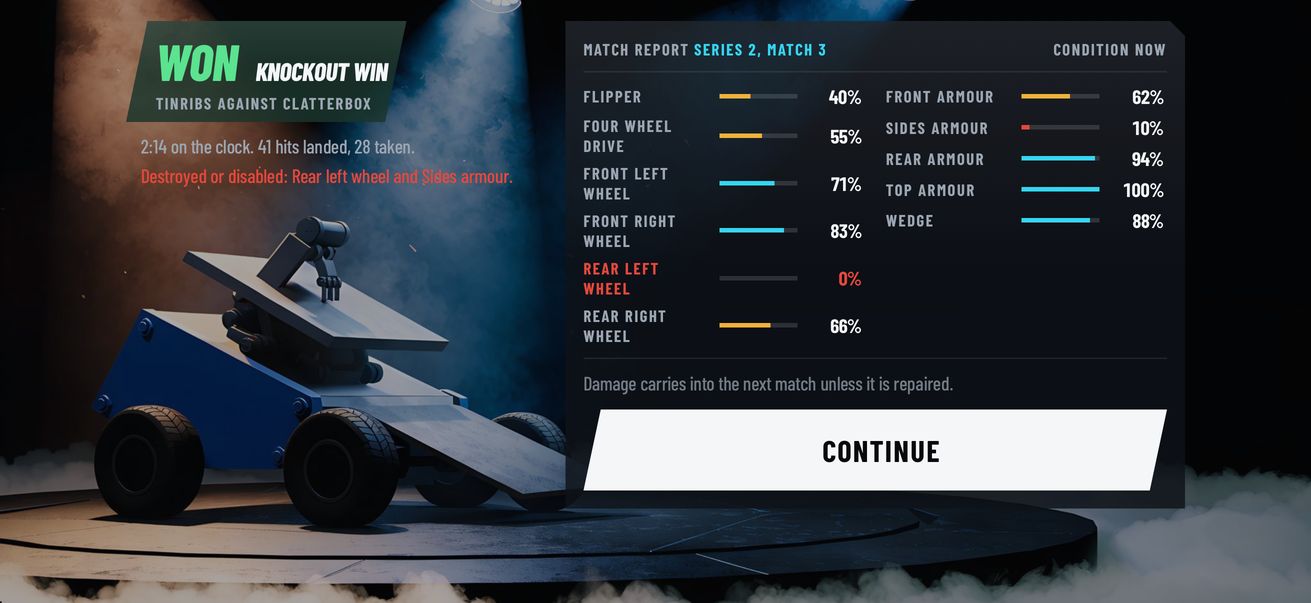 WON KNOCKOUT WIN
TINRIBS AGAINST CLATTERBOX
2:14 on the clock. 41 hits landed, 28 taken.
Destroyed or disabled: Rear left wheel and Sides armour.
MATCH REPORT SERIES 2, MATCH 3
CONDITION NOW
FLIPPER 40%
FOUR WHEEL
DRIVE 55%
FRONT LEFT
WHEEL 71%
FRONT RIGHT
WHEEL 83%
REAR LEFT
WHEEL 0%
REAR RIGHT
WHEEL 66%
FRONT ARMOUR 62%
SIDES ARMOUR 10%
REAR ARMOUR 94%
TOP ARMOUR 100%
WEDGE 88%
Damage carries into the next match unless it is repaired.
CONTINUE